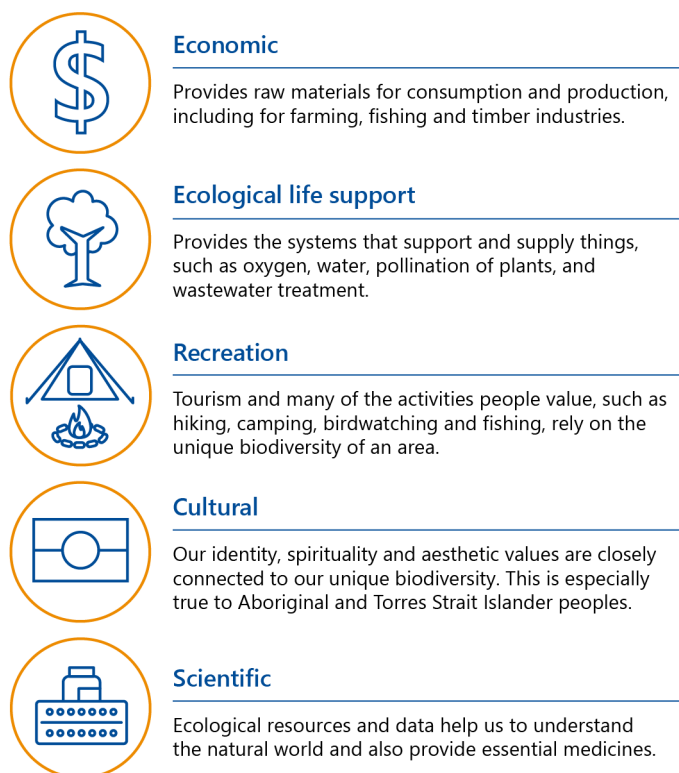 Economic
Provides raw materials for consumption and production,
including for farming, fishing and timber industries.
Ecological life support
Provides the systems that support and supply things,
such as oxygen, water, pollination of plants, and
wastewater treatment.
Recreation
Tourism and many of the activities people value, such as
hiking, camping, birdwatching and fishing, rely on the
unique biodiversity of an area.
Cultural
Our identity, spirituality and aesthetic values are closely
connected to our unique biodiversity. This is especially
true to Aboriginal and Torres Strait Islander peoples.
Scientific
Ecological resources and data help us to understand
the natural world and also provide essential medicines.